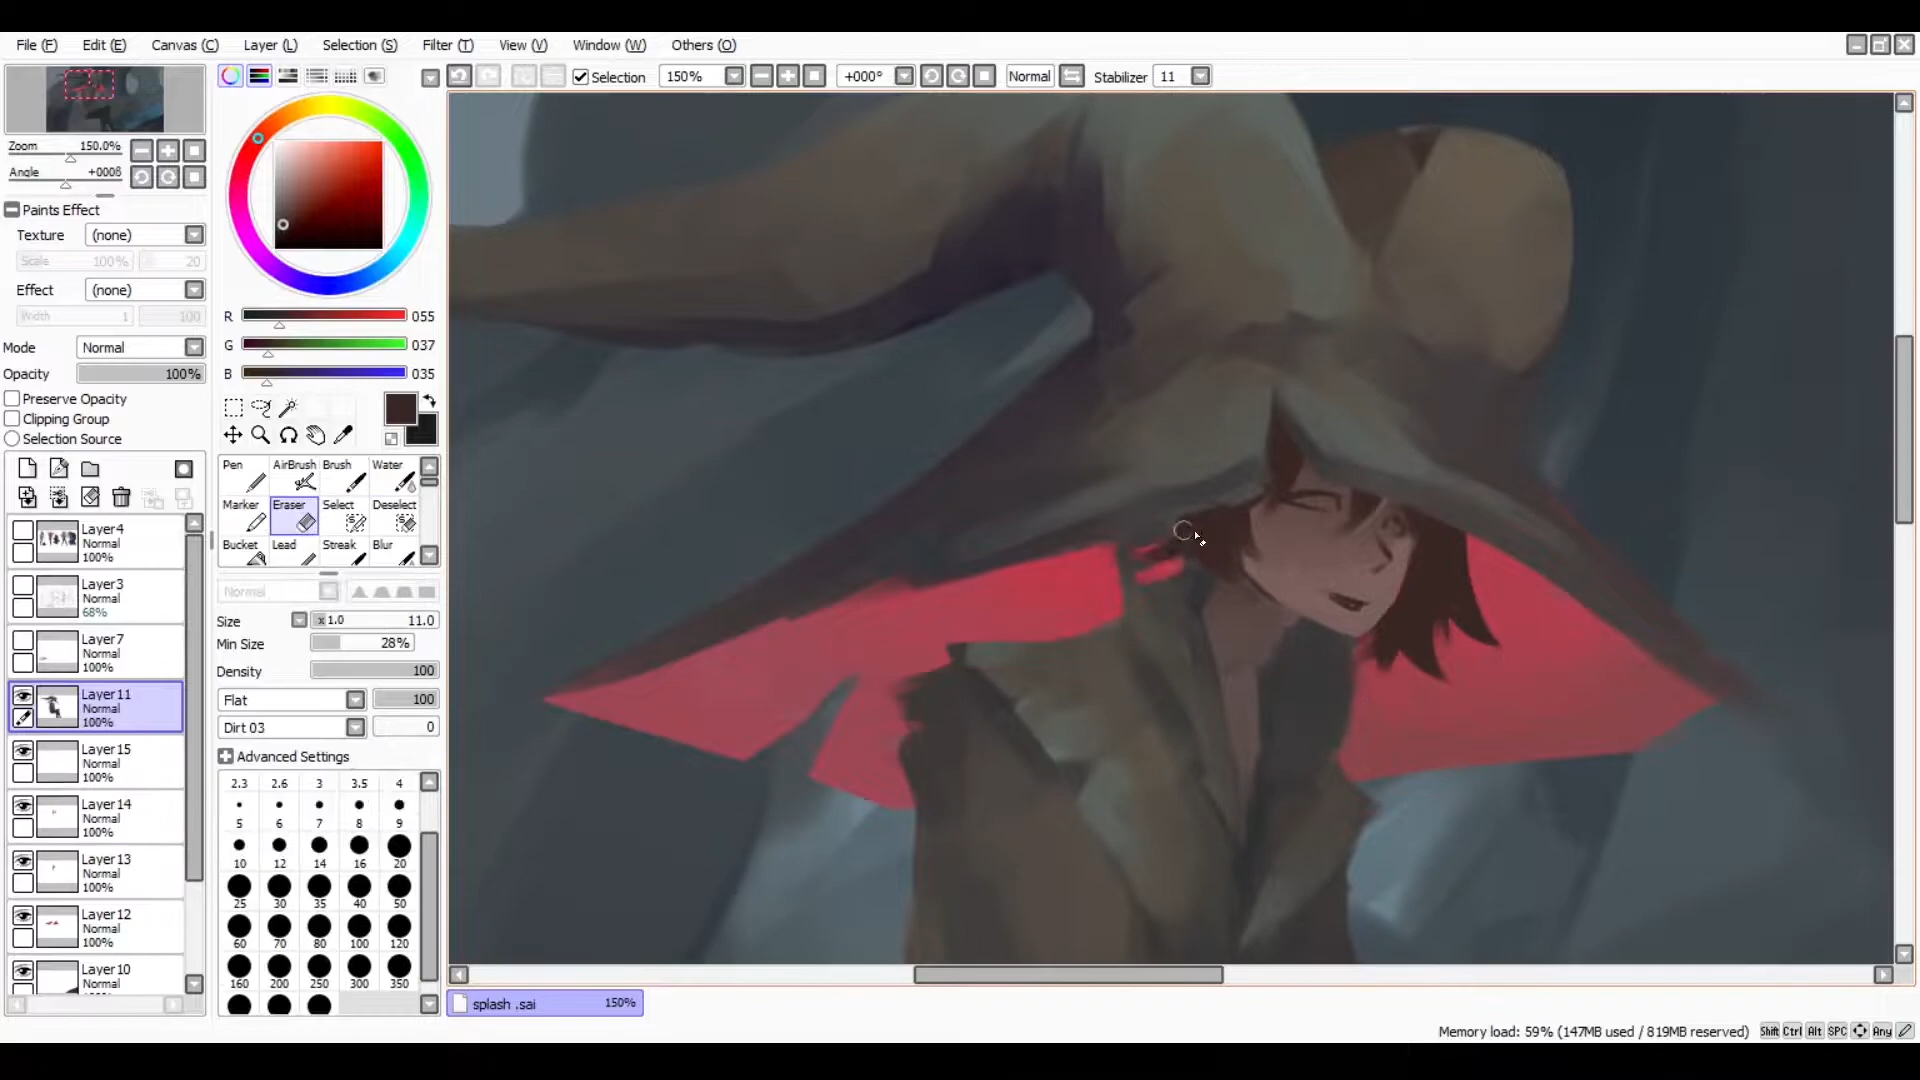 File (F) Edit (E) Canvas (C) Layer (L) Selection (S) Filter (T) View (V) Window (W) Others (O)
Selection 150% +000° Normal Stabilizer 11
Zoom 150.0%
Angle +000ß
Paints Effect
Texture (none)
Scale 100% 20
Effect (none)
Width 1 100
Mode Normal
Opacity 100%
Preserve Opacity
Clipping Group
Selection Source
Layer4
Normal
100%
Layer3
Normal
68%
Layer7
Normal
100%
Layer11
Normal
100%
Layer15
Normal
100%
Layer14
Normal
100%
Layer13
Normal
100%
Layer12
Normal
100%
Layer10
Normal
R 055
G 037
B 035
Pen AirBrush Brush Water
Marker Eraser Select Deselect
Bucket Lead Streak Blur
Normal
Size x 1.0 11.0
Min Size 28%
Density 100
Flat 100
Dirt 03 0
Advanced Settings
2.3 2.6 3 3.5 4
5 6 7 8 9
10 12 14 16 20
25 30 35 40 50
60 70 80 100 120
160 200 250 300 350
splash .sai 150%
Memory load: 59% (147MB used / 819MB reserved) Shift Ctrl Alt SPC Any